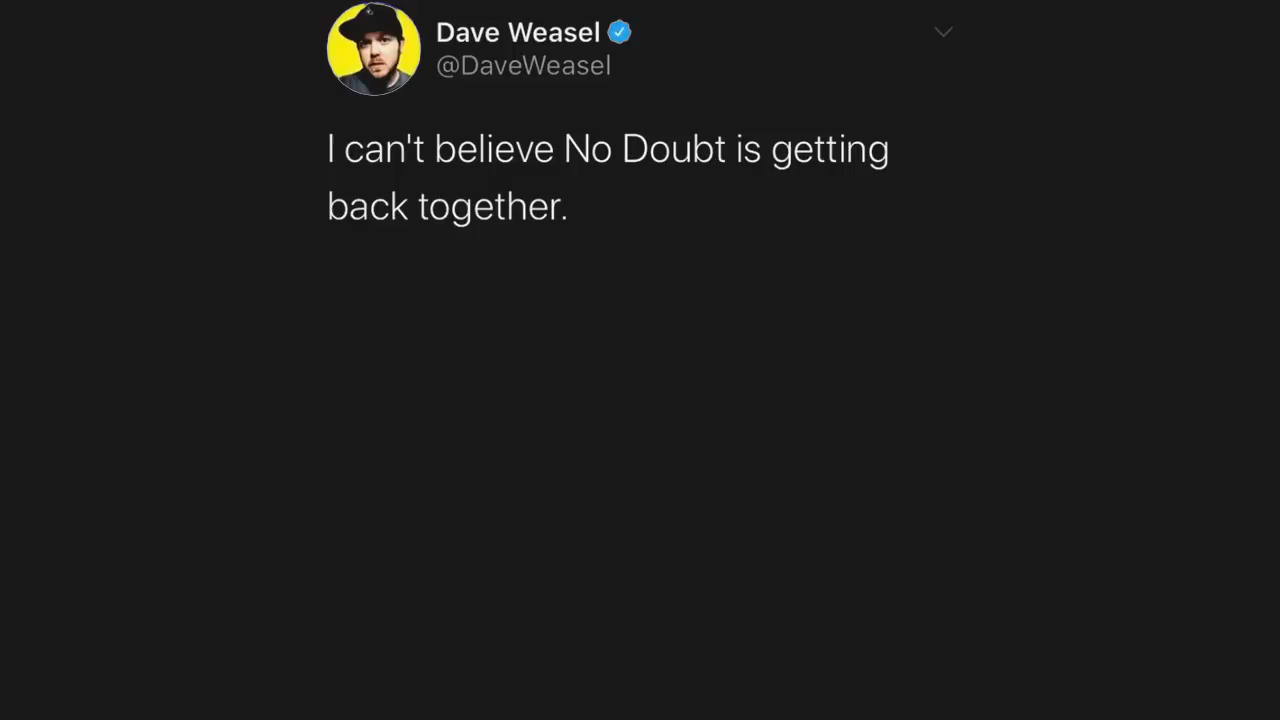 Dave Weasel
@DaveWeasel
I can't believe No Doubt is getting
back together.